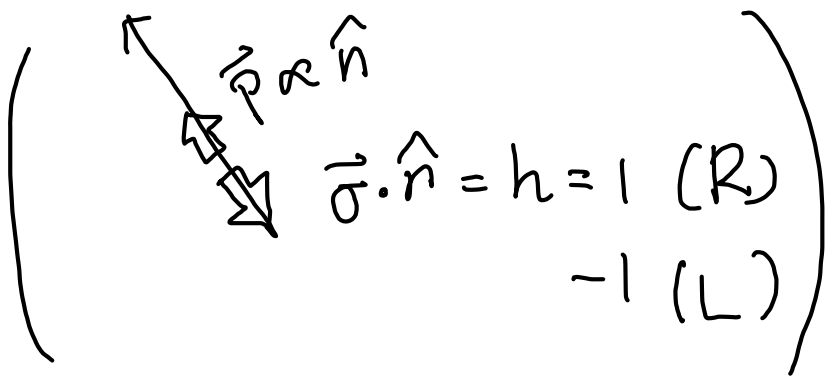 ( p⃗ ∝ n̂
σ⃗·n̂ = h = 1 (R)
-1 (L) )